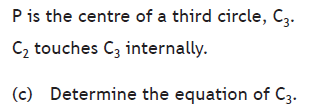 P is the centre of a third circle, C₃.
C₂ touches C₃ internally.
(c) Determine the equation of C₃.